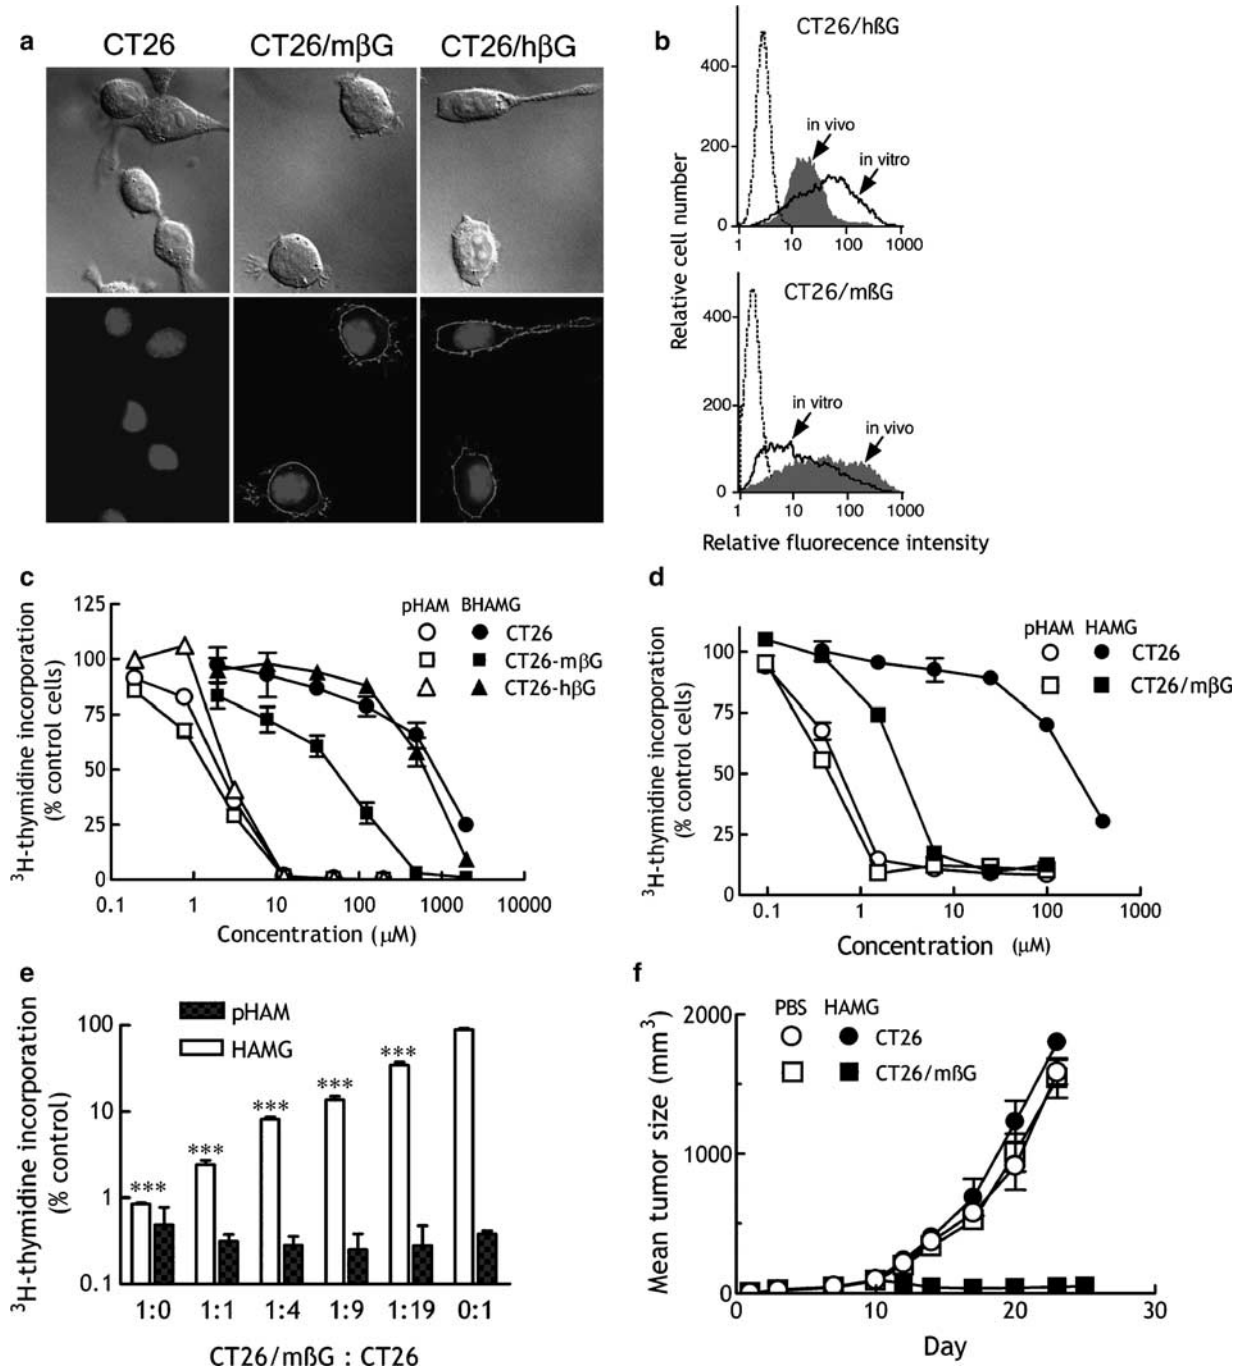 a
CT26
CT26/mβG
CT26/hβG
b
CT26/hßG
400
200
0
in vivo
in vitro
1
10
100
1000
Relative cell number
CT26/mßG
400
200
0
in vitro
in vivo
1
10
100
1000
Relative fluorecence intensity
c
³H-thymidine incorporation
(% control cells)
125
100
75
50
25
0
pHAM BHAMG
CT26
CT26-mβG
CT26-hβG
0.1
1
10
100
1000
10000
Concentration (μM)
d
³H-thymidine incorporation
(% control cells)
100
75
50
25
0
pHAM HAMG
CT26
CT26/mβG
0.1
1
10
100
1000
Concentration (μM)
e
³H-thymidine incorporation
(% control)
100
10
1
0.1
pHAM
HAMG
***
***
***
***
***
1:0
1:1
1:4
1:9
1:19
0:1
CT26/mßG : CT26
f
Mean tumor size (mm³)
2000
1000
0
PBS HAMG
CT26
CT26/mßG
0
10
20
30
Day